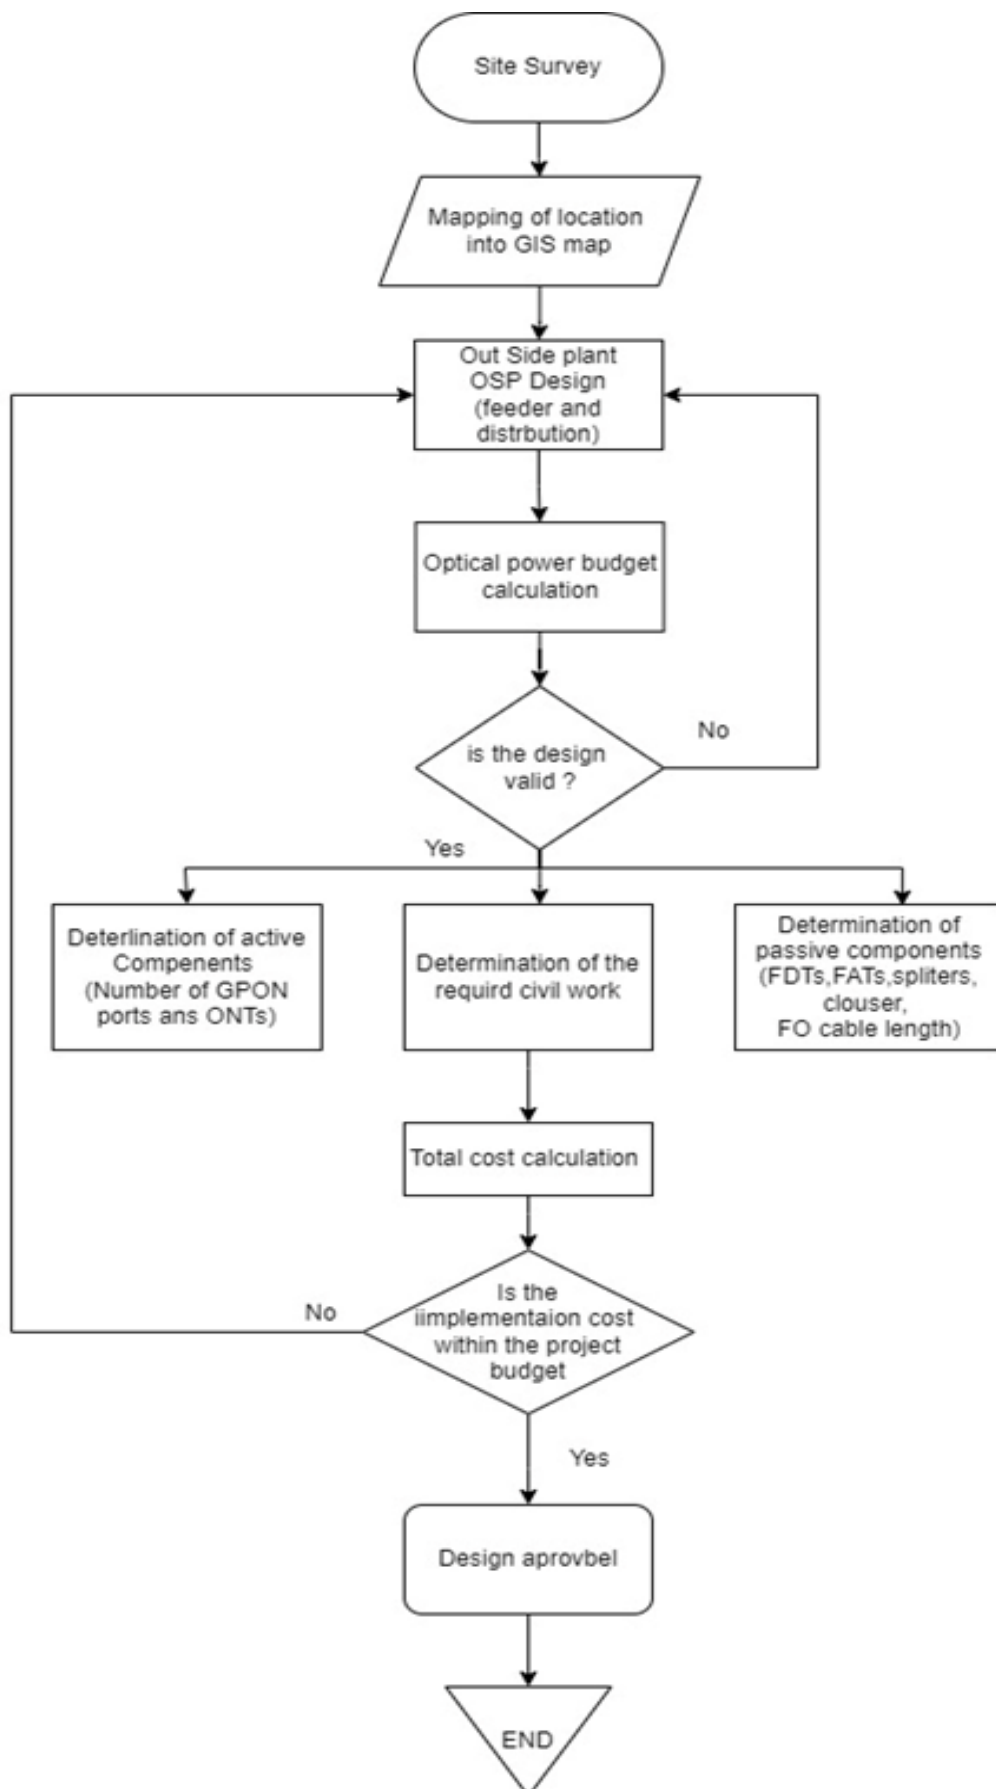 Site Survey
Mapping of location
into GIS map
Out Side plant
OSP Design
(feeder and
distrbution)
Optical power budget
calculation
is the design
valid ?
No
Yes
Deterlination of active
Compenents
(Number of GPON
ports ans ONTs)
Determination of the
requird civil work
Determination of
passive components
(FDTs,FATs,spliters,
clouser,
FO cable length)
Total cost calculation
Is the
iimplementaion cost
within the project
budget
No
Yes
Design aprovbel
END